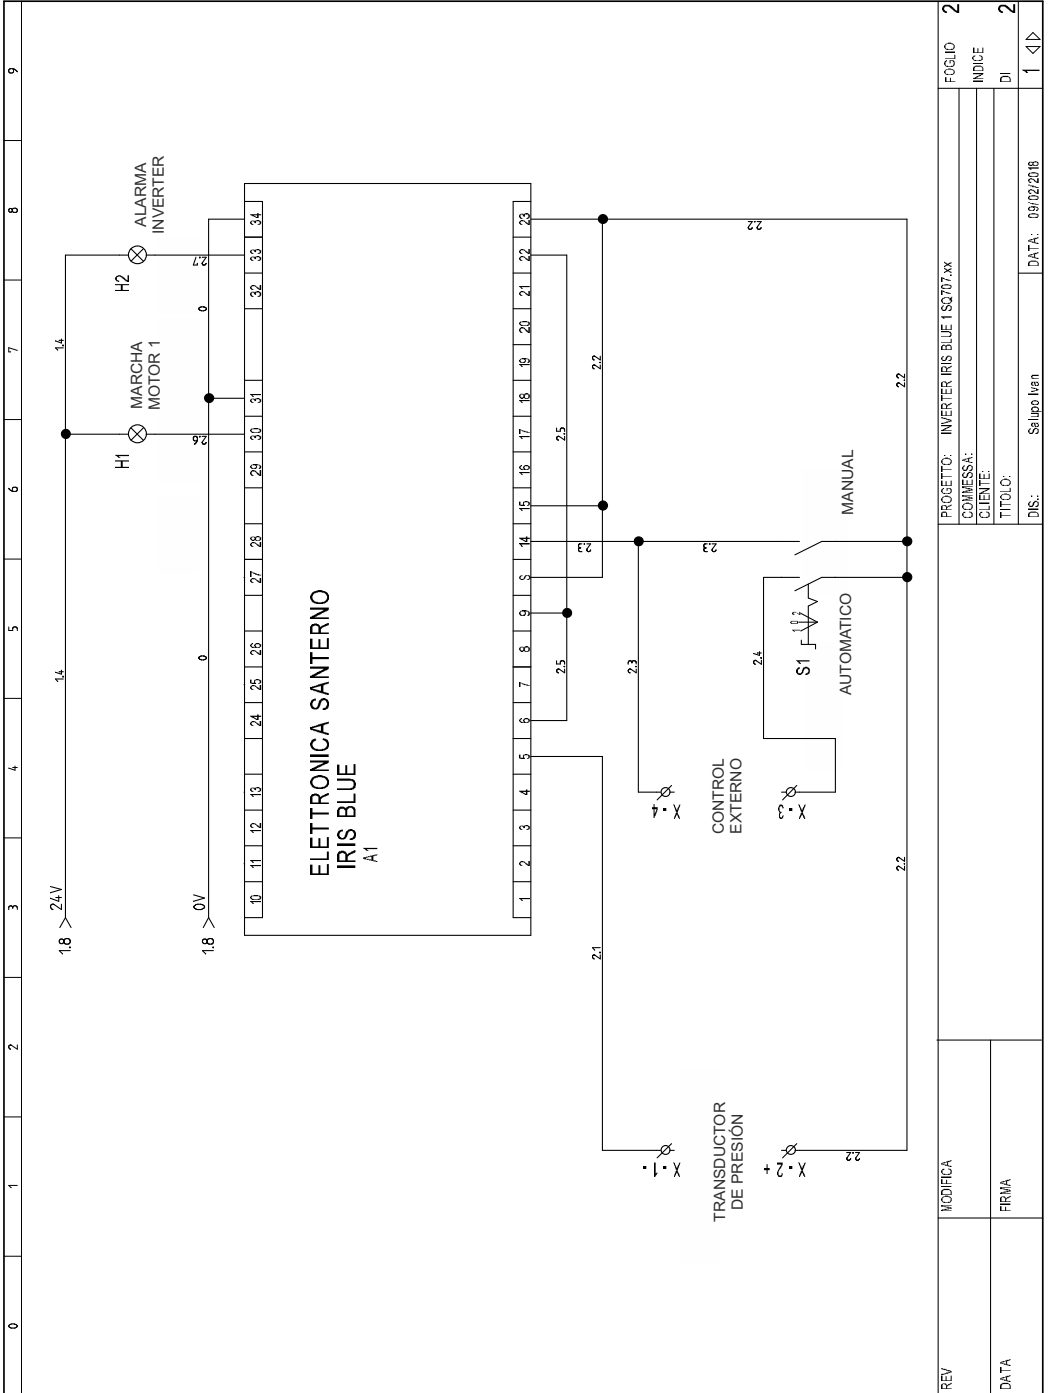 0 1 2 3 4 5 6 7 8 9
1.8 24V 1.4 1.4
H1
MARCHA
MOTOR 1
H2
ALARMA
INVERTER
1.8 0V 0 2.6 0 2.7
10 11 12 13 24 25 26 27 28 29 30 31 32 33 34
ELETTRONICA SANTERNO
IRIS BLUE
A1
1 2 3 4 5 6 7 8 9 S 14 15 16 17 18 19 20 21 22 23
2.5 2.5
2.1 2.3 2.2
2.3 2.3 2.2
X - 1 -
X - 4
TRANSDUCTOR
DE PRESIÓN
CONTROL
EXTERNO
2.4
X - 2 +
X - 3
S1
1 0 2
AUTOMATICO
MANUAL
2.2
2.2 2.2
REV
MODIFICA
DATA
FIRMA
PROGETTO: INVERTER IRIS BLUE 1 SQ707.xx
COMMESSA:
CLIENTE:
TITOLO:
DIS.: Salupo Ivan
DATA: 09/02/2018
FOGLIO 2
INDICE
DI 2
1